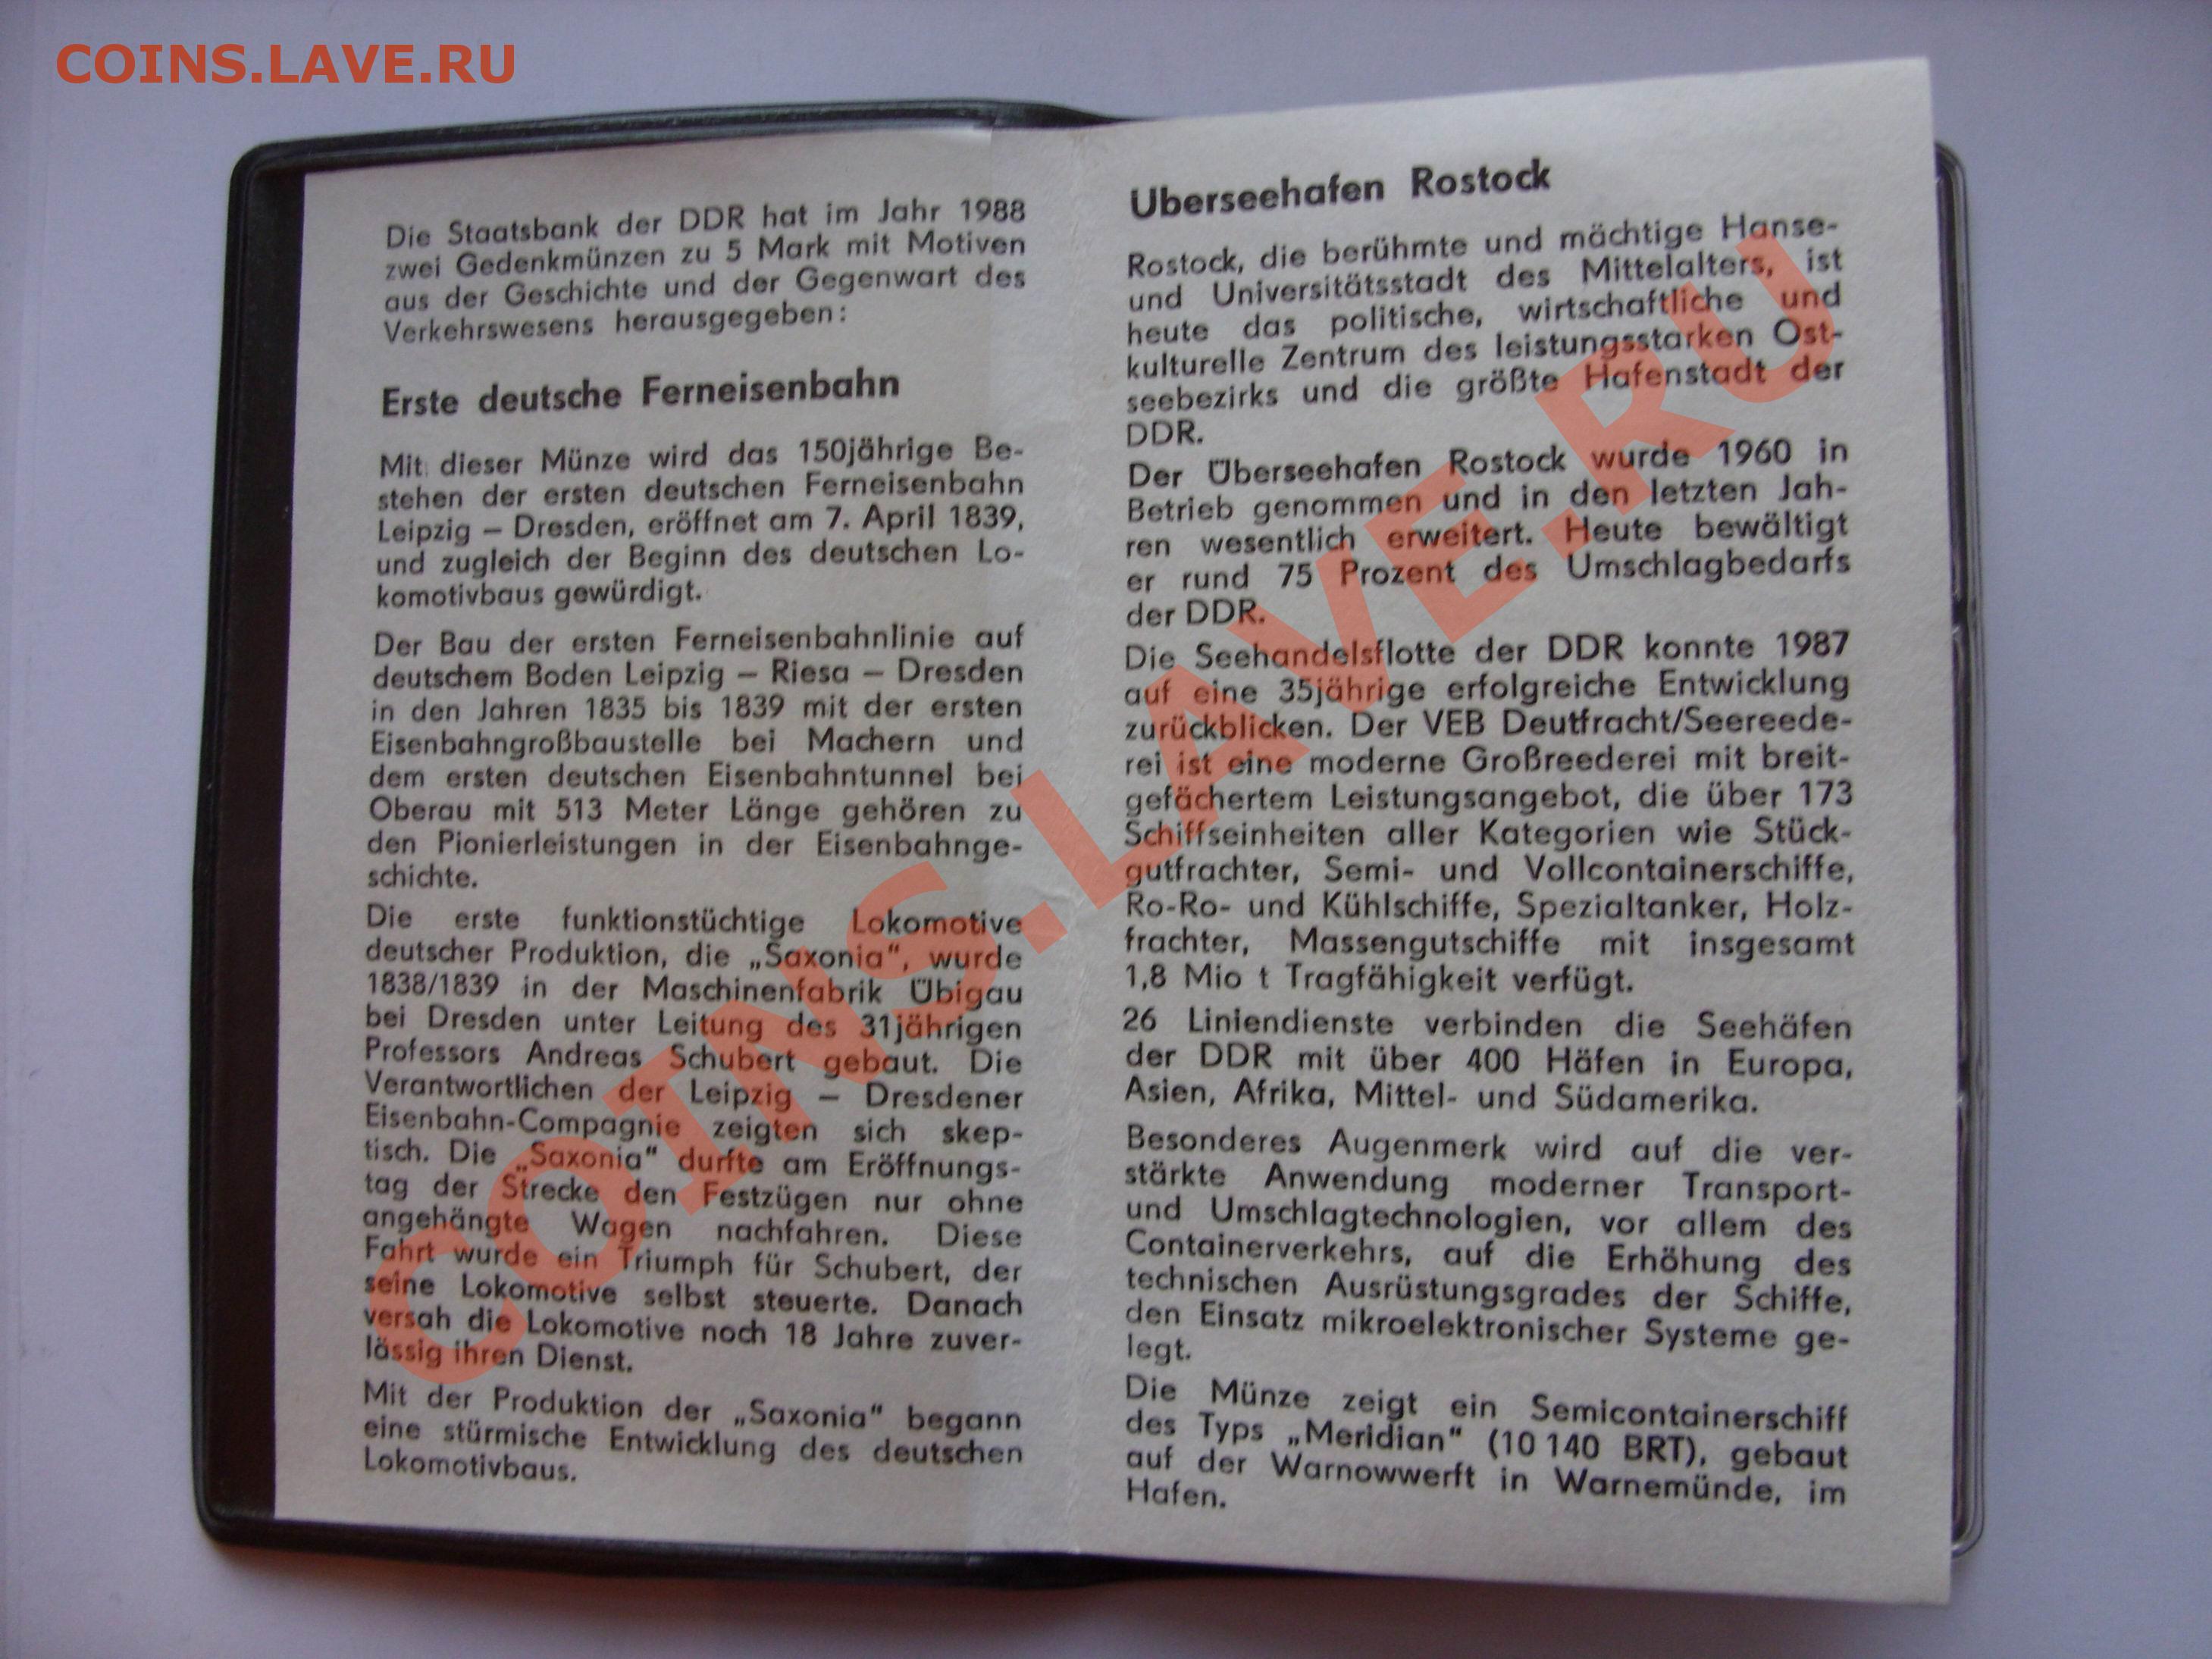 COINS.LAVE.RU
Die Staatsbank der DDR hat im Jahr 1988
zwei Gedenkmünzen zu 5 Mark mit Motiven
aus der Geschichte und der Gegenwart des
Verkehrswesens herausgegeben:
Erste deutsche Ferneisenbahn
Mit dieser Münze wird das 150jährige Be-
stehen der ersten deutschen Ferneisenbahn
Leipzig – Dresden, eröffnet am 7. April 1839,
und zugleich der Beginn des deutschen Lo-
komotivbaus gewürdigt.
Der Bau der ersten Ferneisenbahnlinie auf
deutschem Boden Leipzig – Riesa – Dresden
in den Jahren 1835 bis 1839 mit der ersten
Eisenbahngroßbaustelle bei Machern und
dem ersten deutschen Eisenbahntunnel bei
Oberau mit 513 Meter Länge gehören zu
den Pionierleistungen in der Eisenbahnge-
schichte.
Die erste funktionstüchtige Lokomotive
deutscher Produktion, die „Saxonia“, wurde
1838/1839 in der Maschinenfabrik Übigau
bei Dresden unter Leitung des 31jährigen
Professors Andreas Schubert gebaut. Die
Verantwortlichen der Leipzig – Dresdener
Eisenbahn-Compagnie zeigten sich skep-
tisch. Die „Saxonia“ durfte am Eröffnungs-
tag der Strecke den Festzügen nur ohne
angehängte Wagen nachfahren. Diese
Fahrt wurde ein Triumph für Schubert, der
seine Lokomotive selbst steuerte. Danach
versah die Lokomotive noch 18 Jahre zuver-
lässig ihren Dienst.
Mit der Produktion der „Saxonia“ begann
eine stürmische Entwicklung des deutschen
Lokomotivbaus.
Uberseehafen Rostock
Rostock, die berühmte und mächtige Hanse-
und Universitätsstadt des Mittelalters, ist
heute das politische, wirtschaftliche und
kulturelle Zentrum des leistungsstarken Ost-
seebezirks und die größte Hafenstadt der
DDR.
Der Überseehafen Rostock wurde 1960 in
Betrieb genommen und in den letzten Jah-
ren wesentlich erweitert. Heute bewältigt
er rund 75 Prozent des Umschlagbedarfs
der DDR.
Die Seehandelsflotte der DDR konnte 1987
auf eine 35jährige erfolgreiche Entwicklung
zurückblicken. Der VEB Deutfracht/Seereede-
rei ist eine moderne Großreederei mit breit-
gefächertem Leistungsangebot, die über 173
Schiffseinheiten aller Kategorien wie Stück-
gutfrachter, Semi- und Vollcontainerschiffe,
Ro-Ro- und Kühlschiffe, Spezialtanker, Holz-
frachter, Massengutschiffe mit insgesamt
1,8 Mio t Tragfähigkeit verfügt.
26 Liniendienste verbinden die Seehäfen
der DDR mit über 400 Häfen in Europa,
Asien, Afrika, Mittel- und Südamerika.
Besonderes Augenmerk wird auf die ver-
stärkte Anwendung moderner Transport-
und Umschlagtechnologien, vor allem des
Containerverkehrs, auf die Erhöhung des
technischen Ausrüstungsgrades der Schiffe,
den Einsatz mikroelektronischer Systeme ge-
legt.
Die Münze zeigt ein Semicontainerschiff
des Typs „Meridian“ (10 140 BRT), gebaut
auf der Warnowwerft in Warnemünde, im
Hafen.
COINS.LAVE.RU